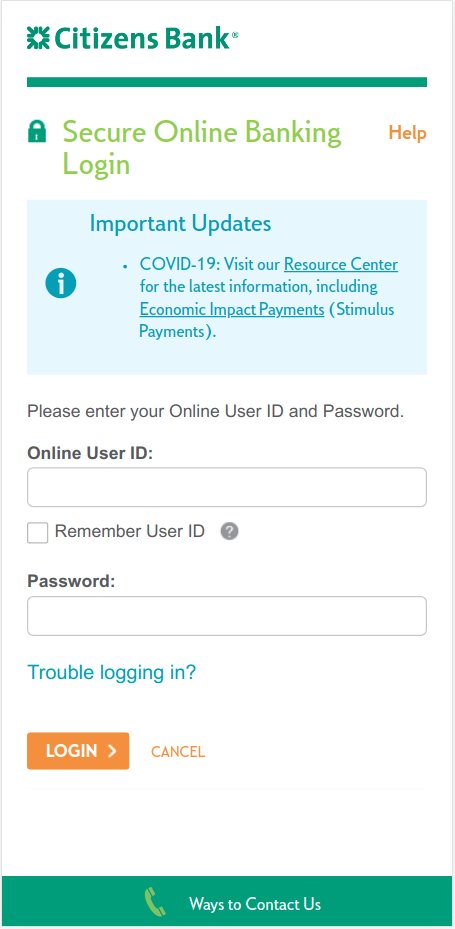 Citizens Bank®
Secure Online Banking
Login
Help
Important Updates
• COVID-19: Visit our Resource Center
for the latest information, including
Economic Impact Payments (Stimulus
Payments).
Please enter your Online User ID and Password.
Online User ID:
Remember User ID ?
Password:
Trouble logging in?
LOGIN > CANCEL
Ways to Contact Us